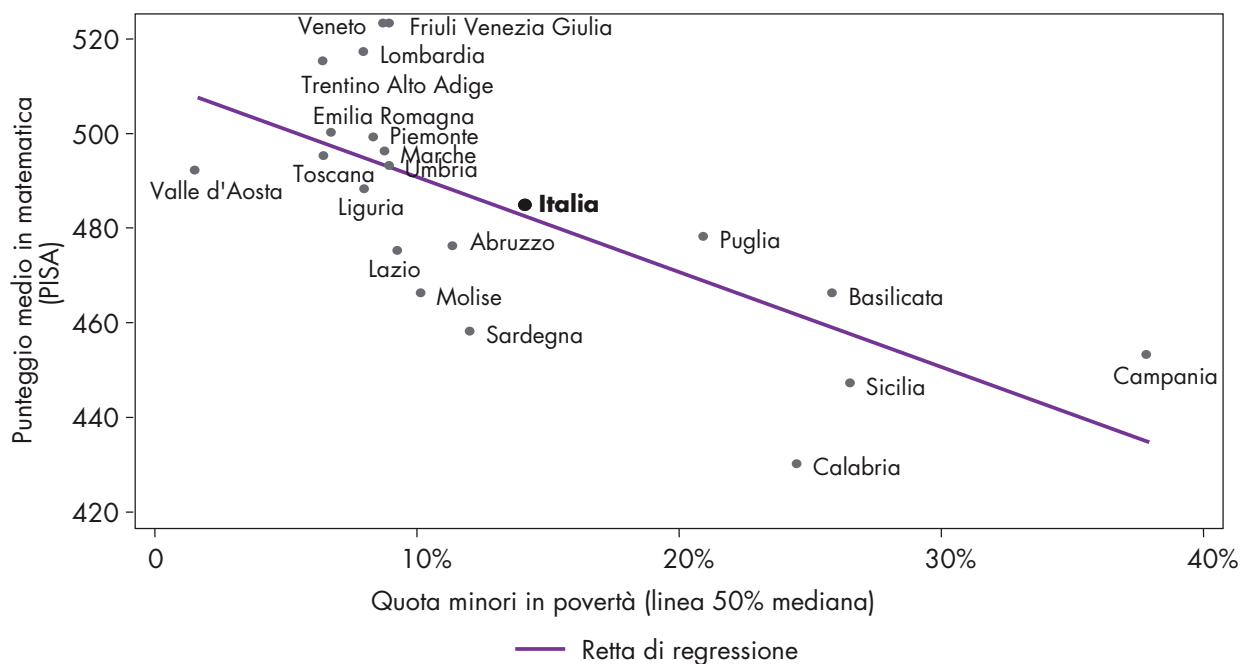 Punteggio medio in matematica
(PISA)
520
500
480
460
440
420
Veneto
Friuli Venezia Giulia
Lombardia
Trentino Alto Adige
Emilia Romagna
Piemonte
Marche
Umbria
Toscana
Valle d'Aosta
Liguria
Italia
Abruzzo
Puglia
Lazio
Molise
Basilicata
Sardegna
Campania
Sicilia
Calabria
0
10%
20%
30%
40%
Quota minori in povertà (linea 50% mediana)
Retta di regressione